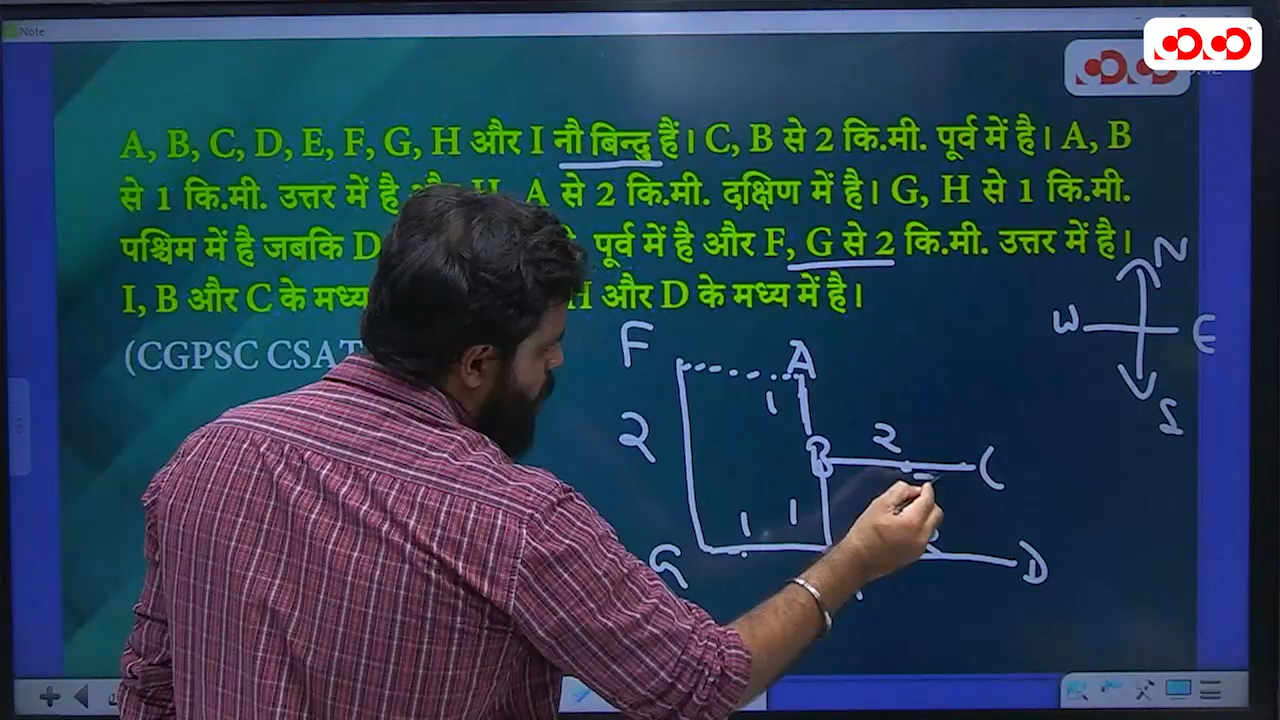 Note
A, B, C, D, E, F, G, H और I नौ बिन्दु हैं। C, B से 2 कि.मी. पूर्व में है। A, B
से 1 कि.मी. उत्तर में है A से 2 कि.मी. दक्षिण में है। G, H से 1 कि.मी.
पश्चिम में है जबकि D पूर्व में है और F, G से 2 कि.मी. उत्तर में है।
I, B और C के मध्य H और D के मध्य में है।
(CGPSC CSAT
N
W E
S
F A
1
2 B 2 C
1 1
G D